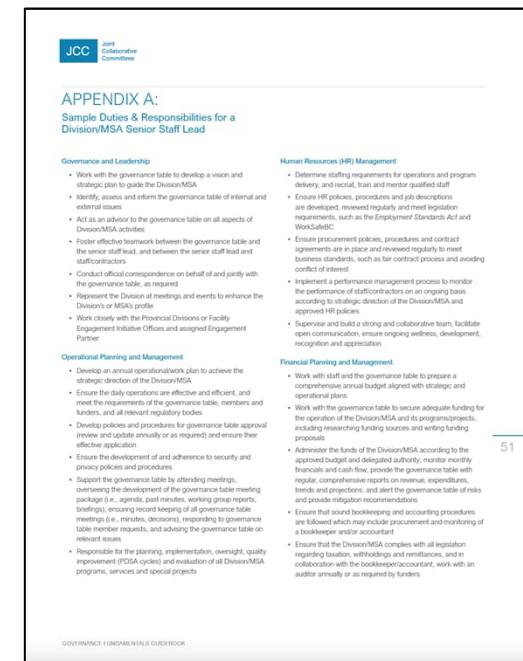 JCC
Joint
Collaborative
Committees
APPENDIX A:
Sample Duties & Responsibilities for a
Division/MSA Senior Staff Lead
Governance and Leadership
• Work with the governance table to develop a vision and
strategic plan to guide the Division/MSA
• Identify, assess and inform the governance table of internal and
external issues
• Act as an advisor to the governance table on all aspects of
Division/MSA activities
• Foster effective teamwork between the governance table and
the senior staff lead, and between the senior staff lead and
staff/contractors
• Conduct official correspondence on behalf of and jointly with
the governance table, as required
• Represent the Division at meetings and events to enhance the
Division's or MSA's profile
• Work closely with the Provincial Divisions or Facility
Engagement Initiative Offices and assigned Engagement
Partner
Operational Planning and Management
• Develop an annual operational/work plan to achieve the
strategic direction of the Division/MSA
• Ensure the daily operations are effective and efficient, and
meet the requirements of the governance table, members and
funders, and all relevant regulatory bodies
• Develop policies and procedures for governance table approval
(review and update annually or as required) and ensure their
effective application
• Ensure the development of and adherence to security and
privacy policies and procedures
• Support the governance table by attending meetings,
overseeing the development of the governance table meeting
package (i.e., agenda, past minutes, working group reports,
briefings), ensuring record keeping of all governance table
meetings (i.e., minutes, decisions), responding to governance
table member requests, and advising the governance table on
relevant issues
• Responsible for the planning, implementation, oversight, quality
improvement (PDSA cycles) and evaluation of all Division/MSA
programs, services and special projects
Human Resources (HR) Management
• Determine staffing requirements for operations and program
delivery, and recruit, train and mentor qualified staff
• Ensure HR policies, procedures and job descriptions
are developed, reviewed regularly and meet legislation
requirements, such as the Employment Standards Act and
WorkSafeBC
• Ensure procurement policies, procedures and contract
agreements are in place and reviewed regularly to meet
business standards, such as fair contract process and avoiding
conflict of interest
• Implement a performance management process to monitor
the performance of staff/contractors on an ongoing basis
according to strategic direction of the Division/MSA and
approved HR policies
• Supervise and build a strong and collaborative team, facilitate
open communication, ensure ongoing wellness, development,
recognition and appreciation
Financial Planning and Management
• Work with staff and the governance table to prepare a
comprehensive annual budget aligned with strategic and
operational plans
• Work with the governance table to secure adequate funding for
the operation of the Division/MSA and its programs/projects,
including researching funding sources and writing funding
proposals
• Administer the funds of the Division/MSA according to the
approved budget and delegated authority, monitor monthly
financials and cash flow, provide the governance table with
regular, comprehensive reports on revenue, expenditures,
trends and projections; and alert the governance table of risks
and provide mitigation recommendations
• Ensure that sound bookkeeping and accounting procedures
are followed which may include procurement and monitoring of
a bookkeeper and/or accountant
• Ensure that the Division/MSA complies with all legislation
regarding taxation, withholdings and remittances, and in
collaboration with the bookkeeper/accountant, work with an
auditor annually or as required by funders.
51
GOVERNANCE FUNDAMENTALS GUIDEBOOK